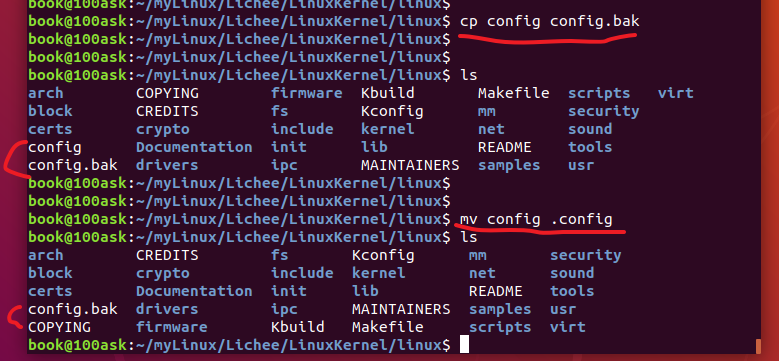 book@100ask:~/myLinux/Lichee/LinuxKernel/linux$
book@100ask:~/myLinux/Lichee/LinuxKernel/linux$ cp config config.bak
book@100ask:~/myLinux/Lichee/LinuxKernel/linux$
book@100ask:~/myLinux/Lichee/LinuxKernel/linux$
book@100ask:~/myLinux/Lichee/LinuxKernel/linux$ ls
arch COPYING firmware Kbuild Makefile scripts virt
block CREDITS fs Kconfig mm security
certs crypto include kernel net sound
config Documentation init lib README tools
config.bak drivers ipc MAINTAINERS samples usr
book@100ask:~/myLinux/Lichee/LinuxKernel/linux$
book@100ask:~/myLinux/Lichee/LinuxKernel/linux$ mv config .config
book@100ask:~/myLinux/Lichee/LinuxKernel/linux$ ls
arch CREDITS fs Kconfig mm security
block crypto include kernel net sound
certs Documentation init lib README tools
config.bak drivers ipc MAINTAINERS samples usr
COPYING firmware Kbuild Makefile scripts virt
book@100ask:~/myLinux/Lichee/LinuxKernel/linux$